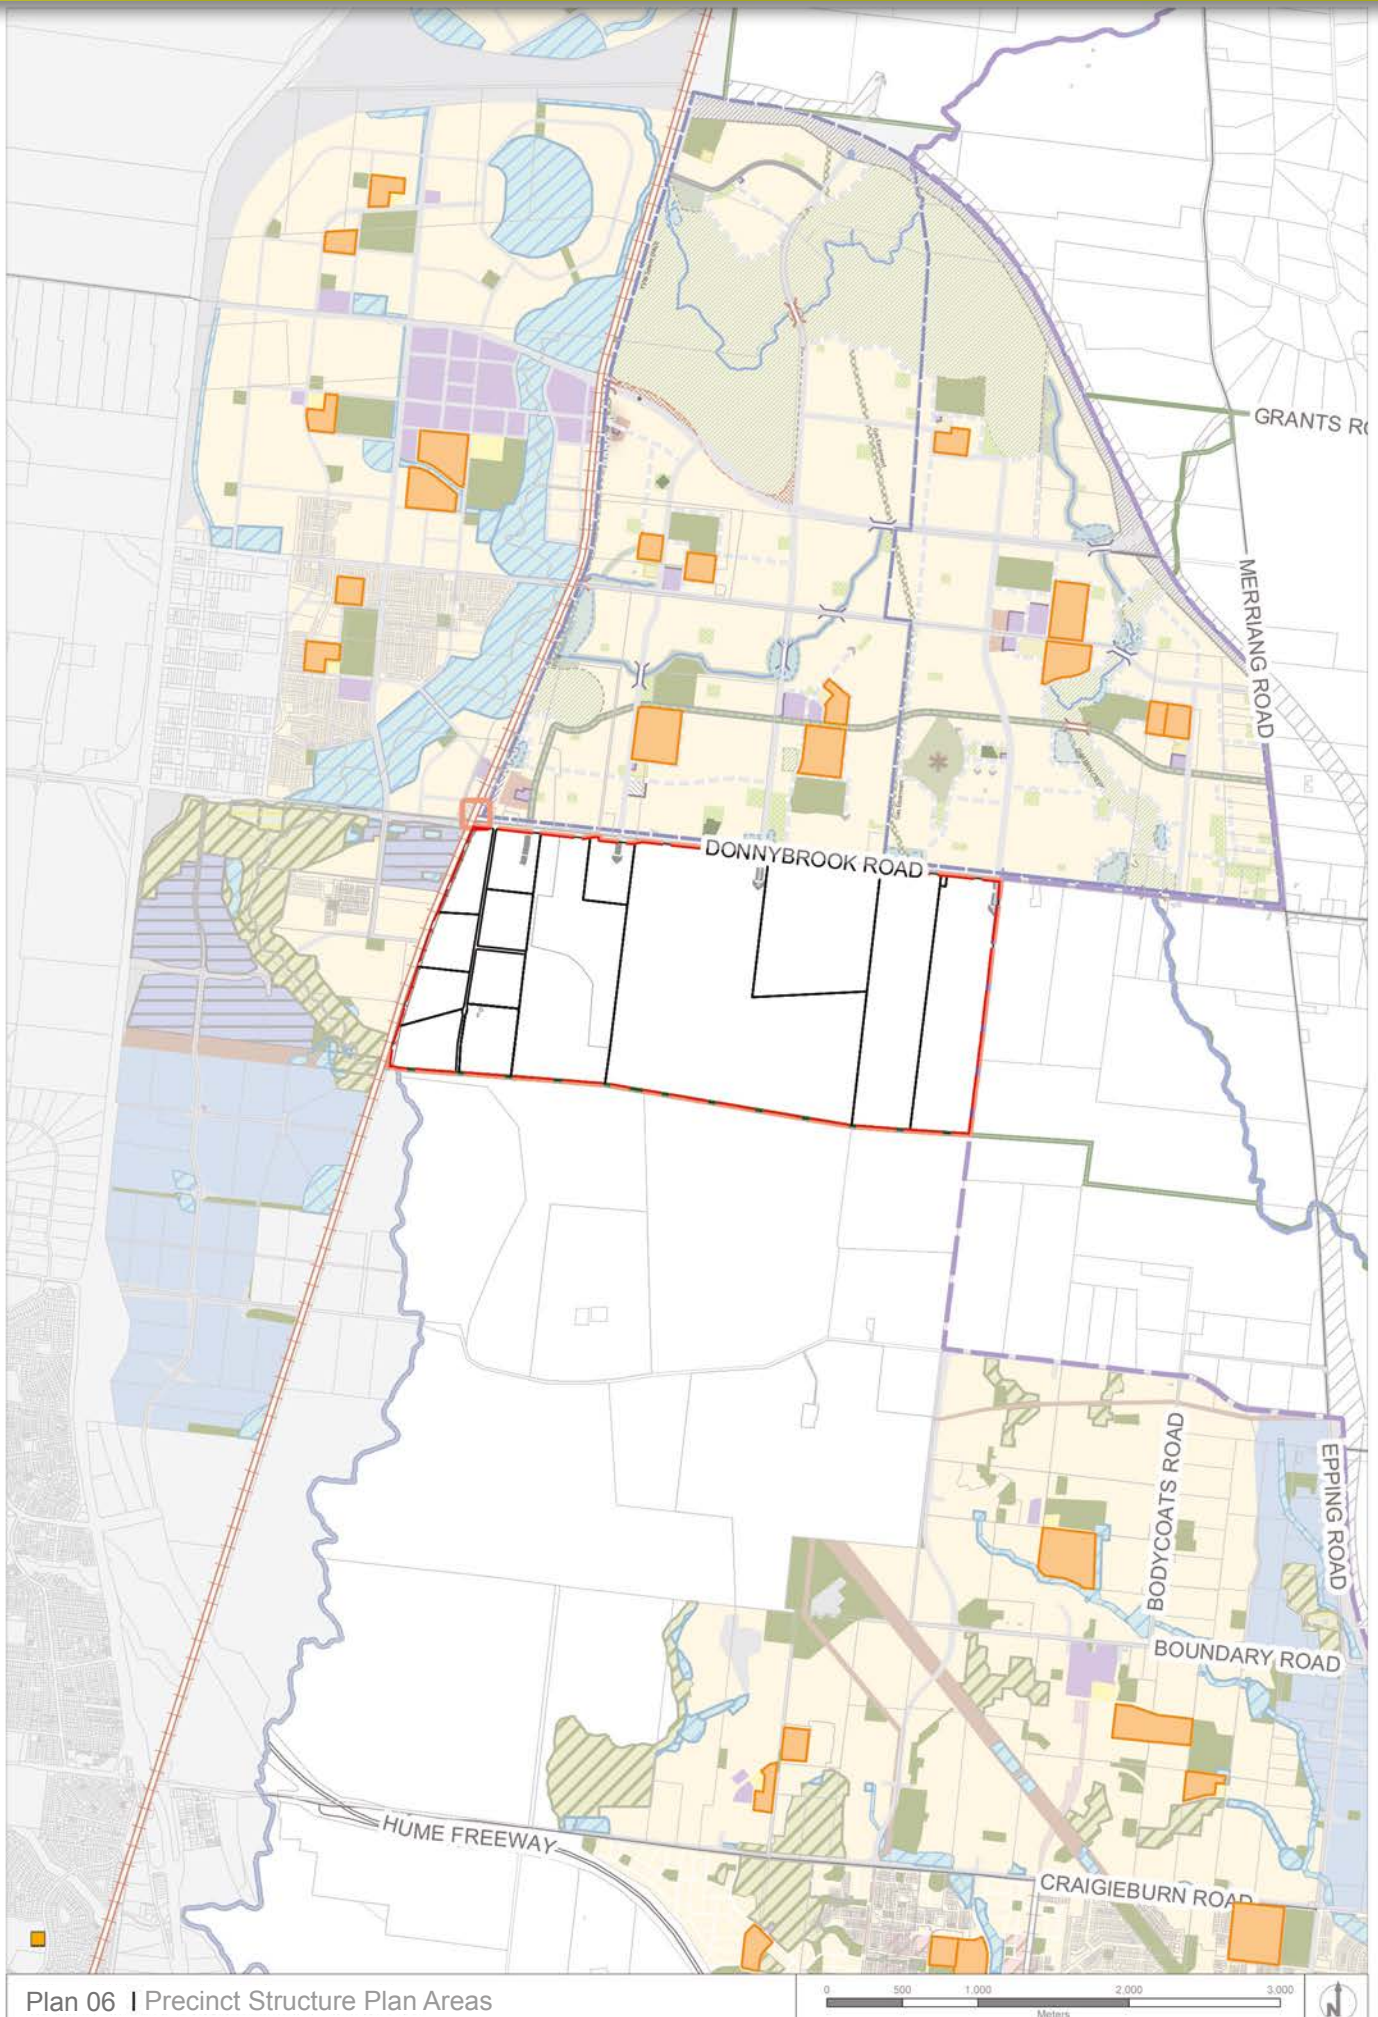 GRANTS R
MERRIANG ROAD
DONNYBROOK ROAD
BODYCOATS ROAD
EPPING ROAD
BOUNDARY ROAD
HUME FREEWAY
CRAIGIEBURN ROAD
Plan 06 | Precinct Structure Plan Areas
0 500 1,000 2,000 3,000
Meters
N